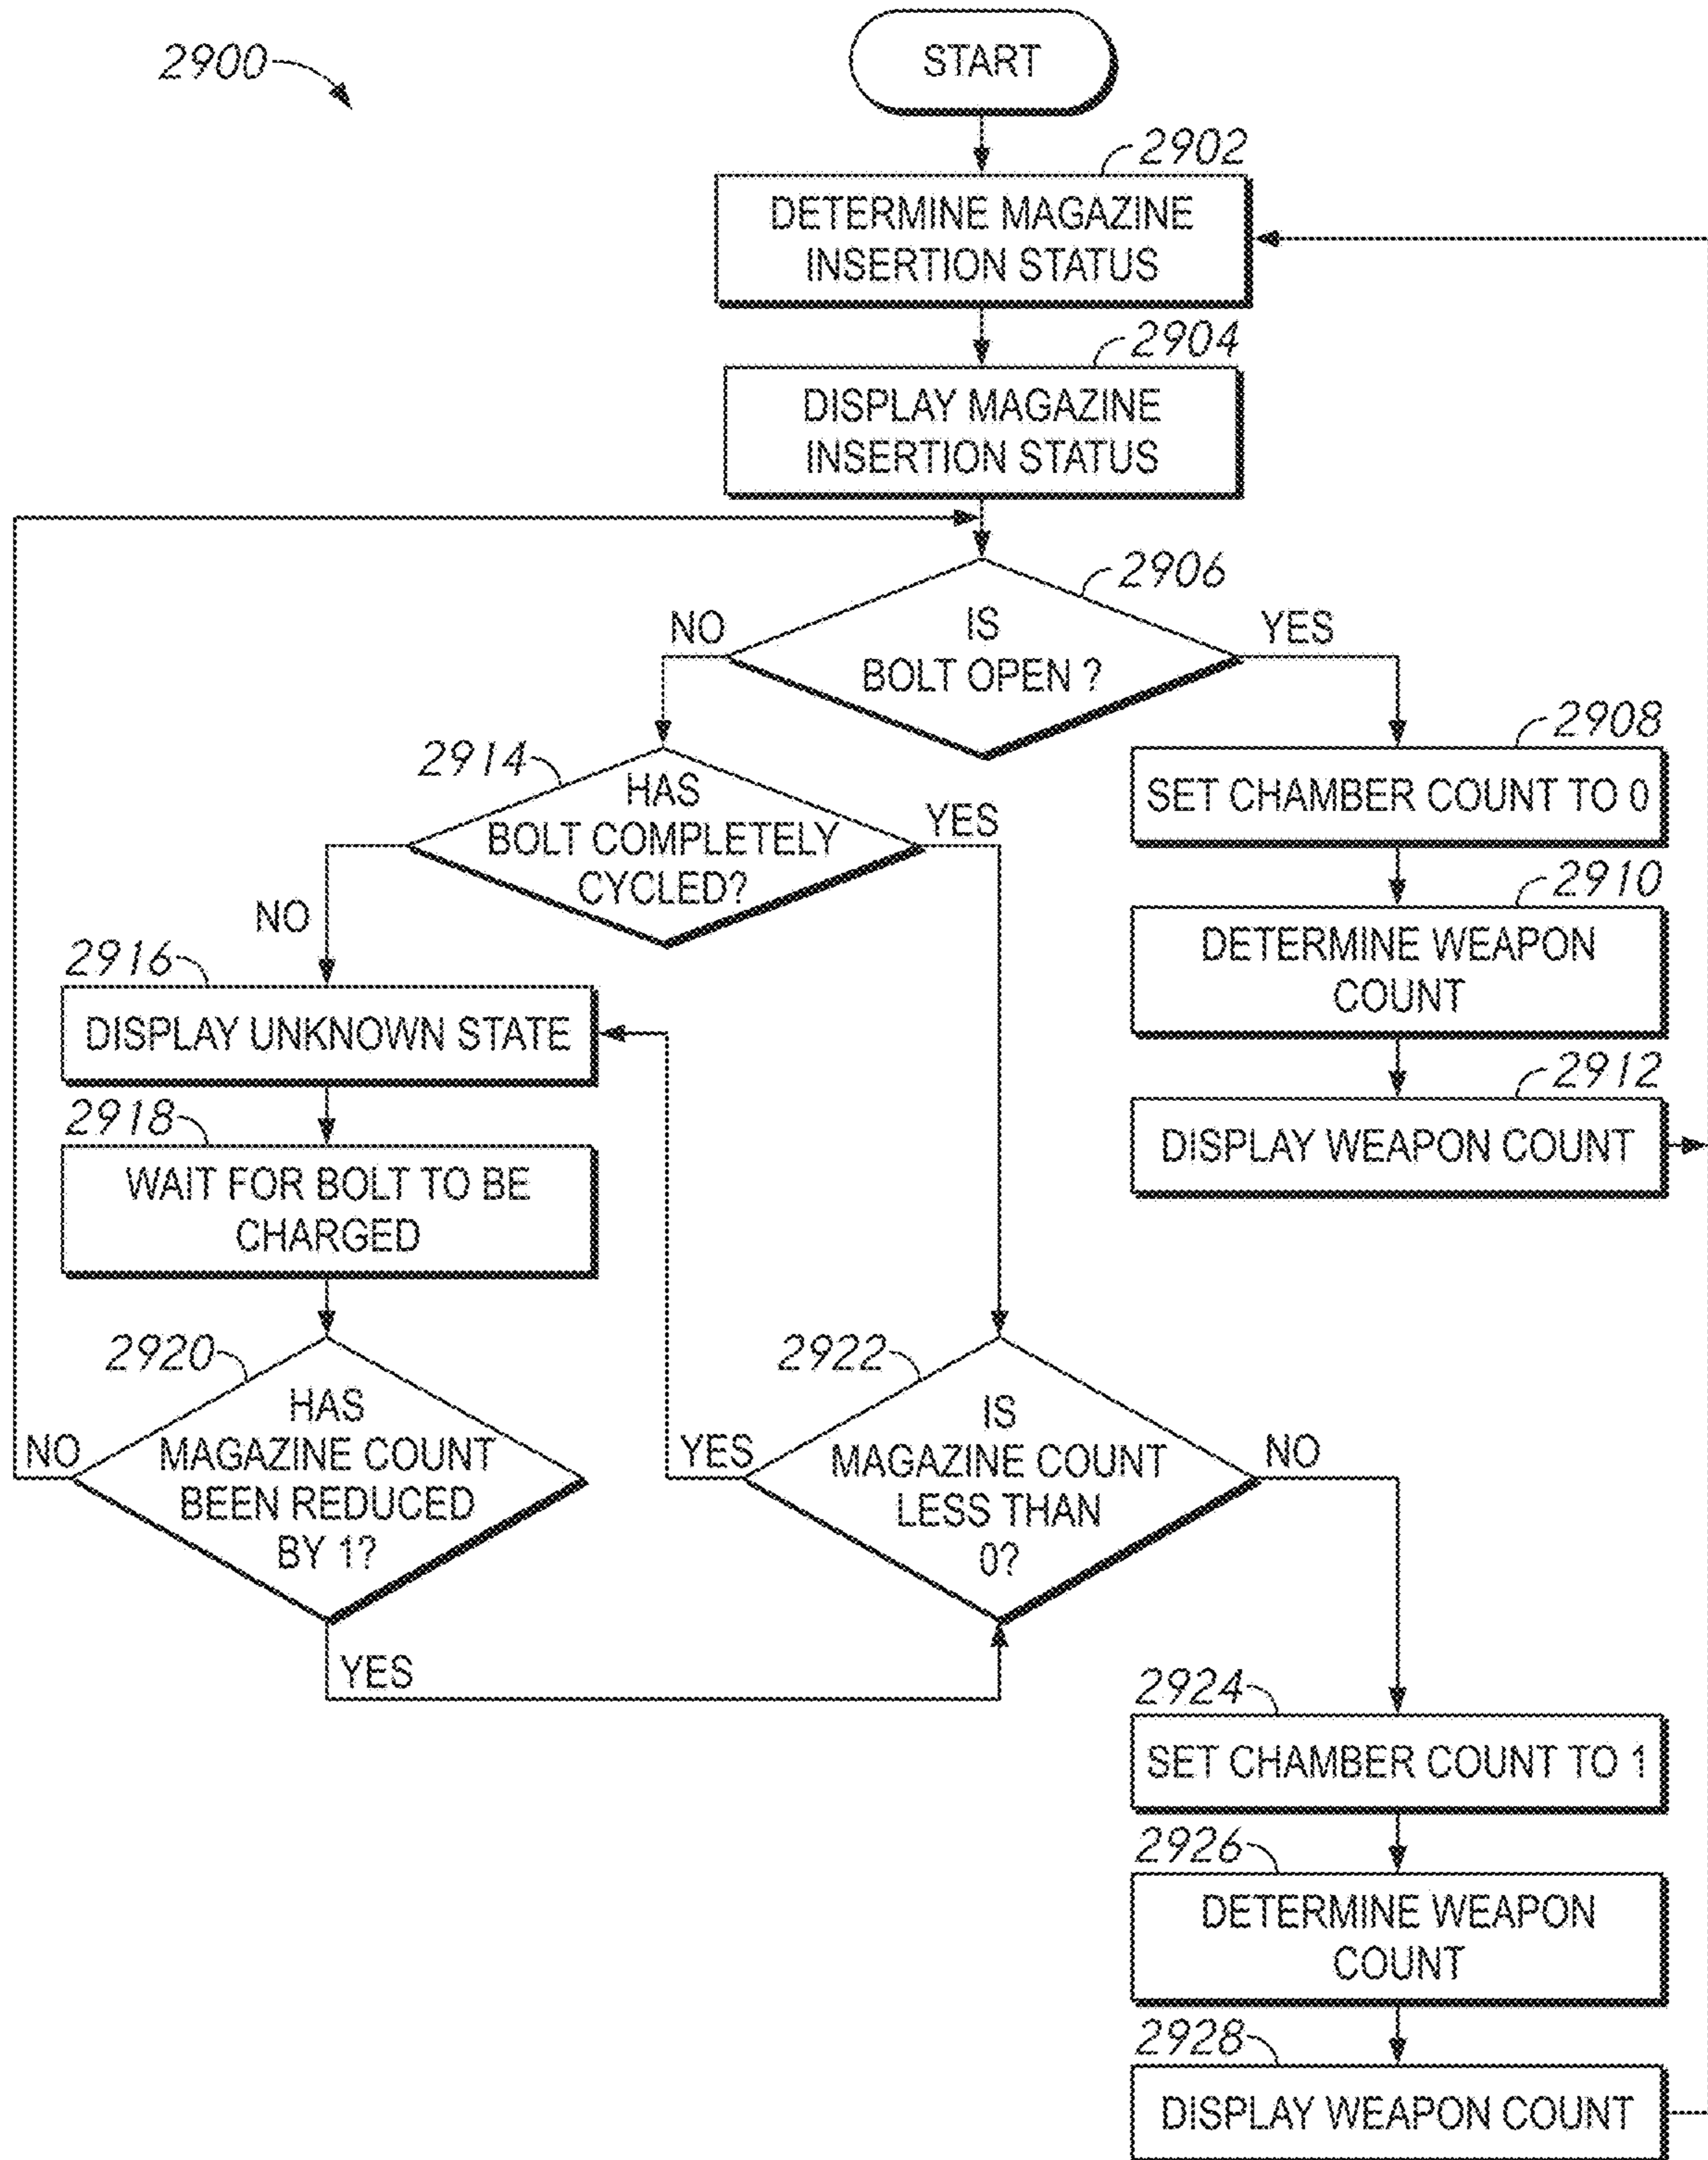 2900
START
2902
DETERMINE MAGAZINE
INSERTION STATUS
2904
DISPLAY MAGAZINE
INSERTION STATUS
2906
NO
IS
BOLT OPEN ?
YES
2908
SET CHAMBER COUNT TO 0
2910
DETERMINE WEAPON
COUNT
2912
DISPLAY WEAPON COUNT
2914
HAS
BOLT COMPLETELY
CYCLED?
YES
NO
2916
DISPLAY UNKNOWN STATE
2918
WAIT FOR BOLT TO BE
CHARGED
2920
HAS
MAGAZINE COUNT
BEEN REDUCED
BY 1?
NO
YES
2922
IS
MAGAZINE COUNT
LESS THAN
0?
YES
NO
2924
SET CHAMBER COUNT TO 1
2926
DETERMINE WEAPON
COUNT
2928
DISPLAY WEAPON COUNT